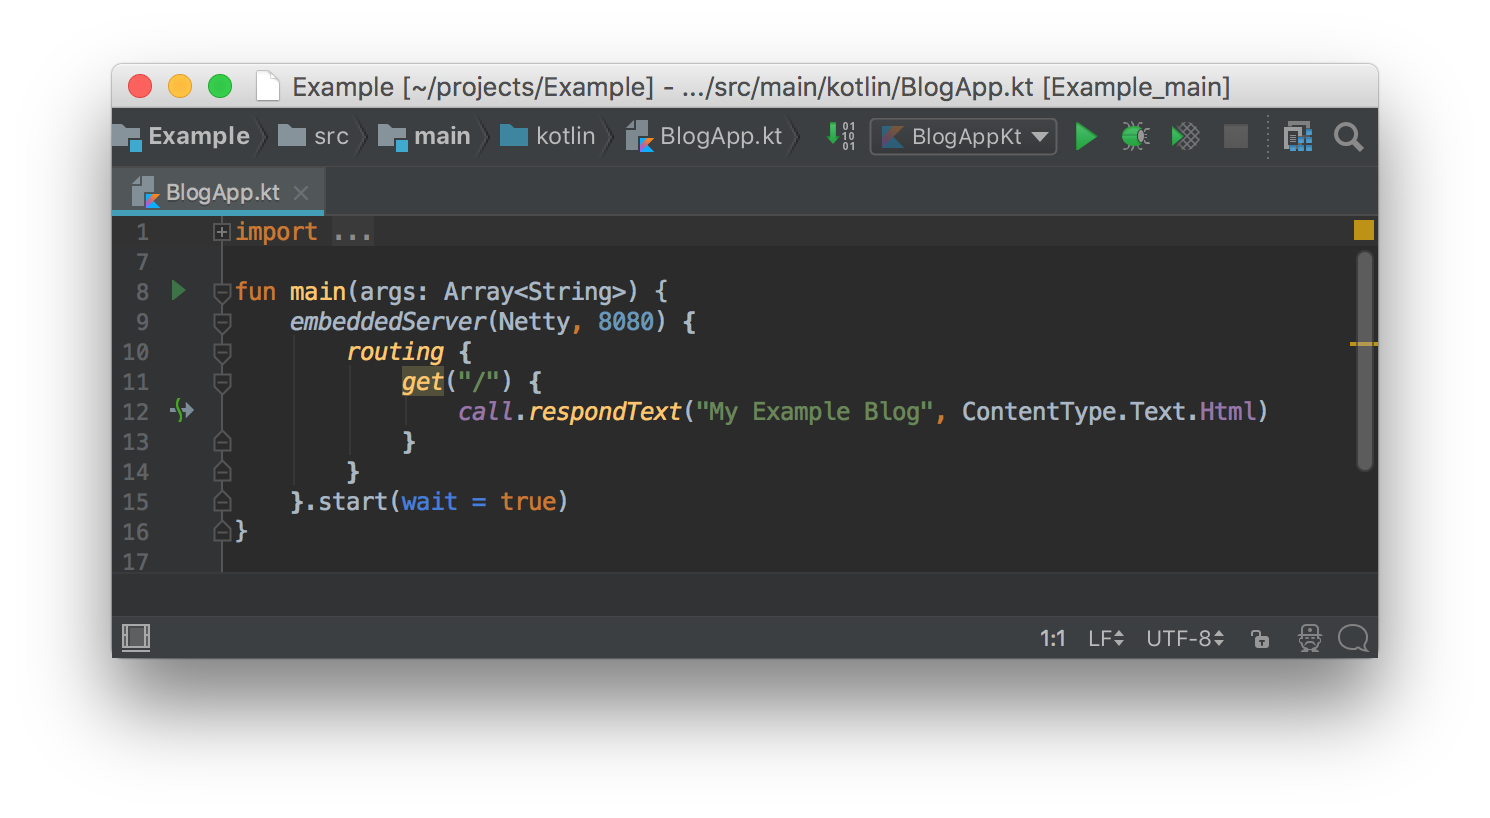 Example [~/projects/Example] - .../src/main/kotlin/BlogApp.kt [Example_main]
Example src main kotlin BlogApp.kt 01 10 01 BlogAppKt
BlogApp.kt
1 import ...
7
8 fun main(args: Array<String>) {
9     embeddedServer(Netty, 8080) {
10         routing {
11             get("/") {
12                 call.respondText("My Example Blog", ContentType.Text.Html)
13             }
14         }
15     }.start(wait = true)
16 }
17
1:1 LF UTF-8